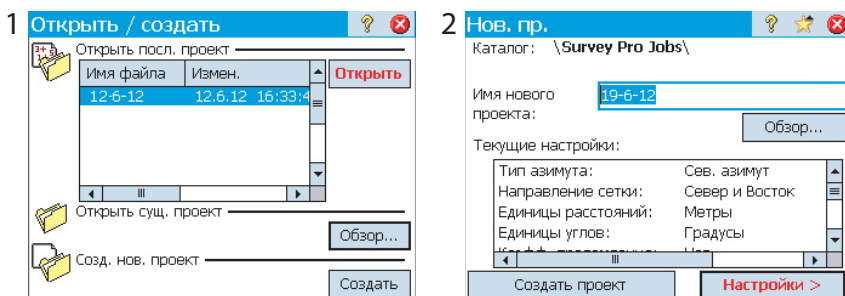 1 Открыть / создать
Открыть посл. проект
Имя файла Измен.
Открыть
12-6-12 12.6.12 16:33:4
Открыть сущ. проект
Обзор...
Созд. нов. проект
Создать
2 Нов. пр.
Каталог: \Survey Pro Jobs\
Имя нового
проекта:
19-6-12
Обзор...
Текущие настройки:
Тип азимута: Сев. азимут
Направление сетки: Север и Восток
Единицы расстояний: Метры
Единицы углов: Градусы
Создать проект
Настройки >